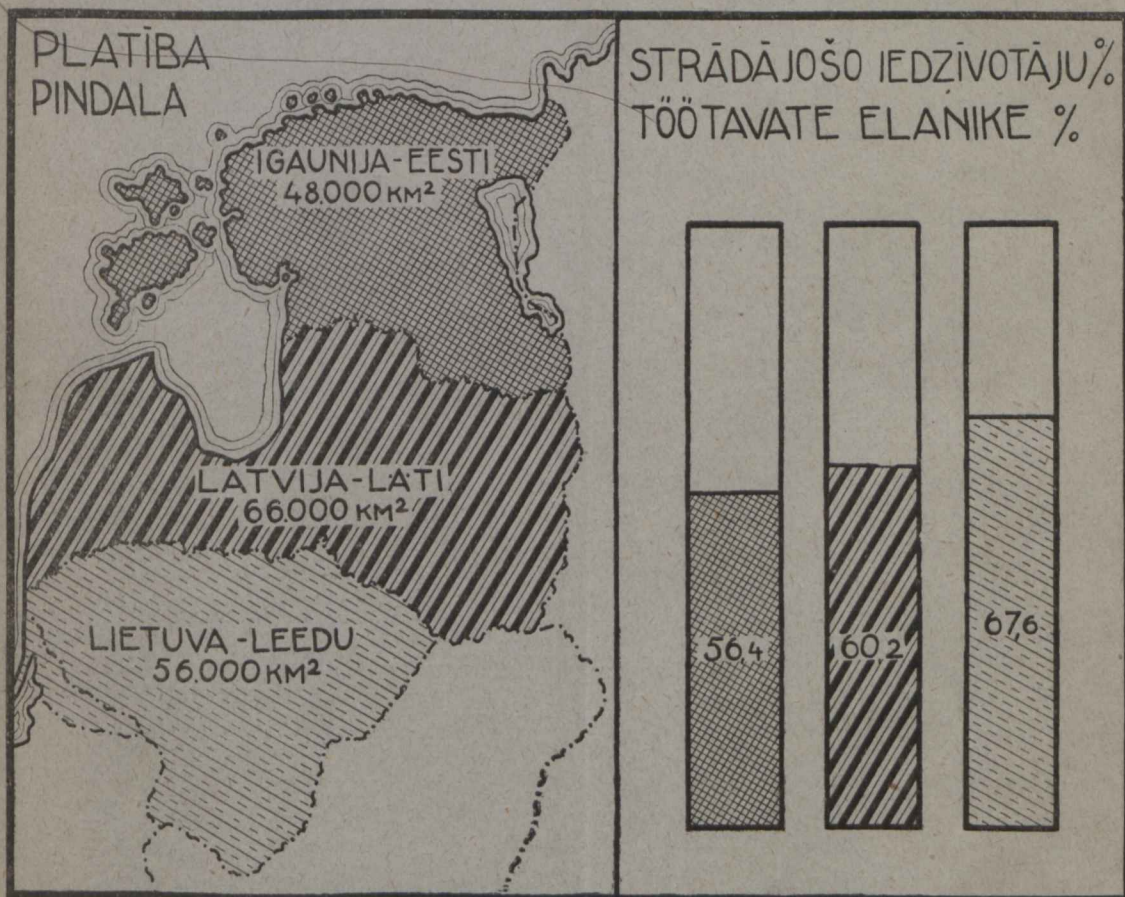 PLATĪBA
PINDALA
IGAUNIJA-EESTI
48.000 KM²
LATVIJA-LÄTI
66.000 KM²
LIETUVA-LEEDU
56.000 KM²
STRĀDĀJOŠO IEDZĪVOTĀJU %
TÖÖTAVATE ELANIKE %
56,4
60,2
67,6